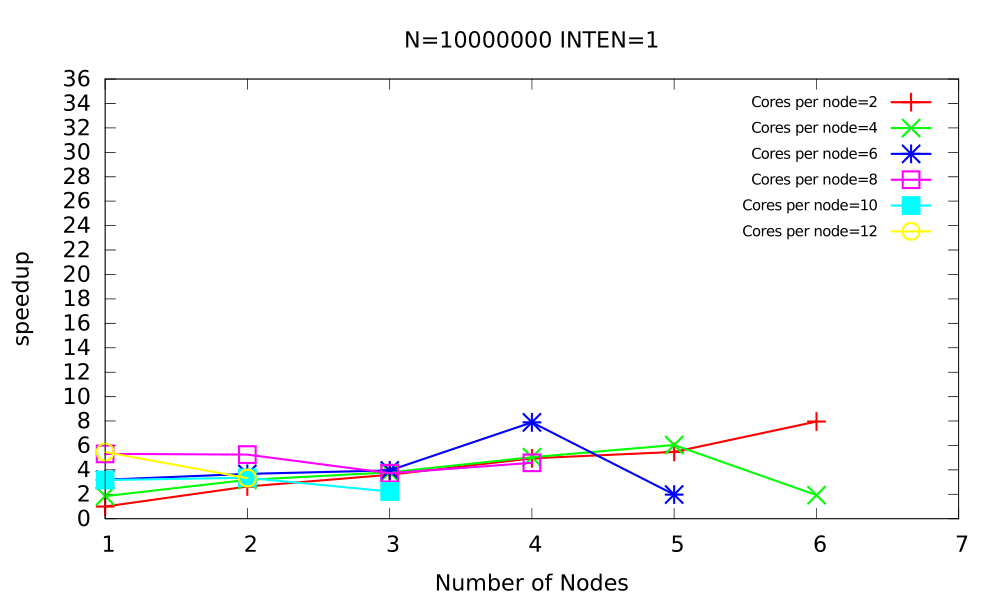 N=10000000 INTEN=1
36
34
32
30
28
26
24
22
20
18
16
14
12
10
8
6
4
2
0
speedup
Cores per node=2
Cores per node=4
Cores per node=6
Cores per node=8
Cores per node=10
Cores per node=12
1 2 3 4 5 6 7
Number of Nodes